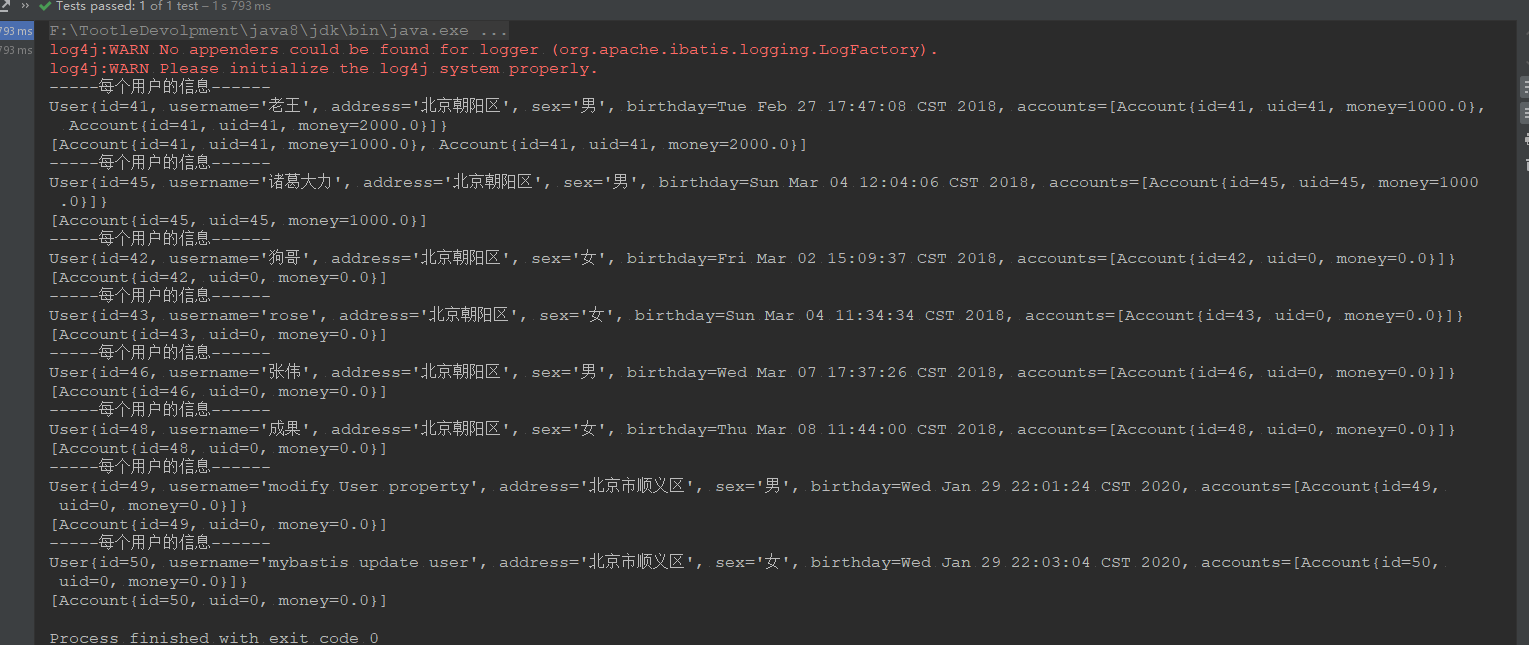 Tests passed: 1 of 1 test – 1 s 793 ms
793 ms
F:\TootleDevolpment\java8\jdk\bin\java.exe ...
793 ms
log4j:WARN No appenders could be found for logger (org.apache.ibatis.logging.LogFactory).
log4j:WARN Please initialize the log4j system properly.
-----每个用户的信息------
User{id=41, username='老王', address='北京朝阳区', sex='男', birthday=Tue Feb 27 17:47:08 CST 2018, accounts=[Account{id=41, uid=41, money=1000.0},
Account{id=41, uid=41, money=2000.0}]}
[Account{id=41, uid=41, money=1000.0}, Account{id=41, uid=41, money=2000.0}]
-----每个用户的信息------
User{id=45, username='诸葛大力', address='北京朝阳区', sex='男', birthday=Sun Mar 04 12:04:06 CST 2018, accounts=[Account{id=45, uid=45, money=1000
.0}]}
[Account{id=45, uid=45, money=1000.0}]
-----每个用户的信息------
User{id=42, username='狗哥', address='北京朝阳区', sex='女', birthday=Fri Mar 02 15:09:37 CST 2018, accounts=[Account{id=42, uid=0, money=0.0}]}
[Account{id=42, uid=0, money=0.0}]
-----每个用户的信息------
User{id=43, username='rose', address='北京朝阳区', sex='女', birthday=Sun Mar 04 11:34:34 CST 2018, accounts=[Account{id=43, uid=0, money=0.0}]}
[Account{id=43, uid=0, money=0.0}]
-----每个用户的信息------
User{id=46, username='张伟', address='北京朝阳区', sex='男', birthday=Wed Mar 07 17:37:26 CST 2018, accounts=[Account{id=46, uid=0, money=0.0}]}
[Account{id=46, uid=0, money=0.0}]
-----每个用户的信息------
User{id=48, username='成果', address='北京朝阳区', sex='女', birthday=Thu Mar 08 11:44:00 CST 2018, accounts=[Account{id=48, uid=0, money=0.0}]}
[Account{id=48, uid=0, money=0.0}]
-----每个用户的信息------
User{id=49, username='modify User property', address='北京市顺义区', sex='男', birthday=Wed Jan 29 22:01:24 CST 2020, accounts=[Account{id=49,
uid=0, money=0.0}]}
[Account{id=49, uid=0, money=0.0}]
-----每个用户的信息------
User{id=50, username='mybastis update user', address='北京市顺义区', sex='女', birthday=Wed Jan 29 22:03:04 CST 2020, accounts=[Account{id=50,
uid=0, money=0.0}]}
[Account{id=50, uid=0, money=0.0}]
Process finished with exit code 0